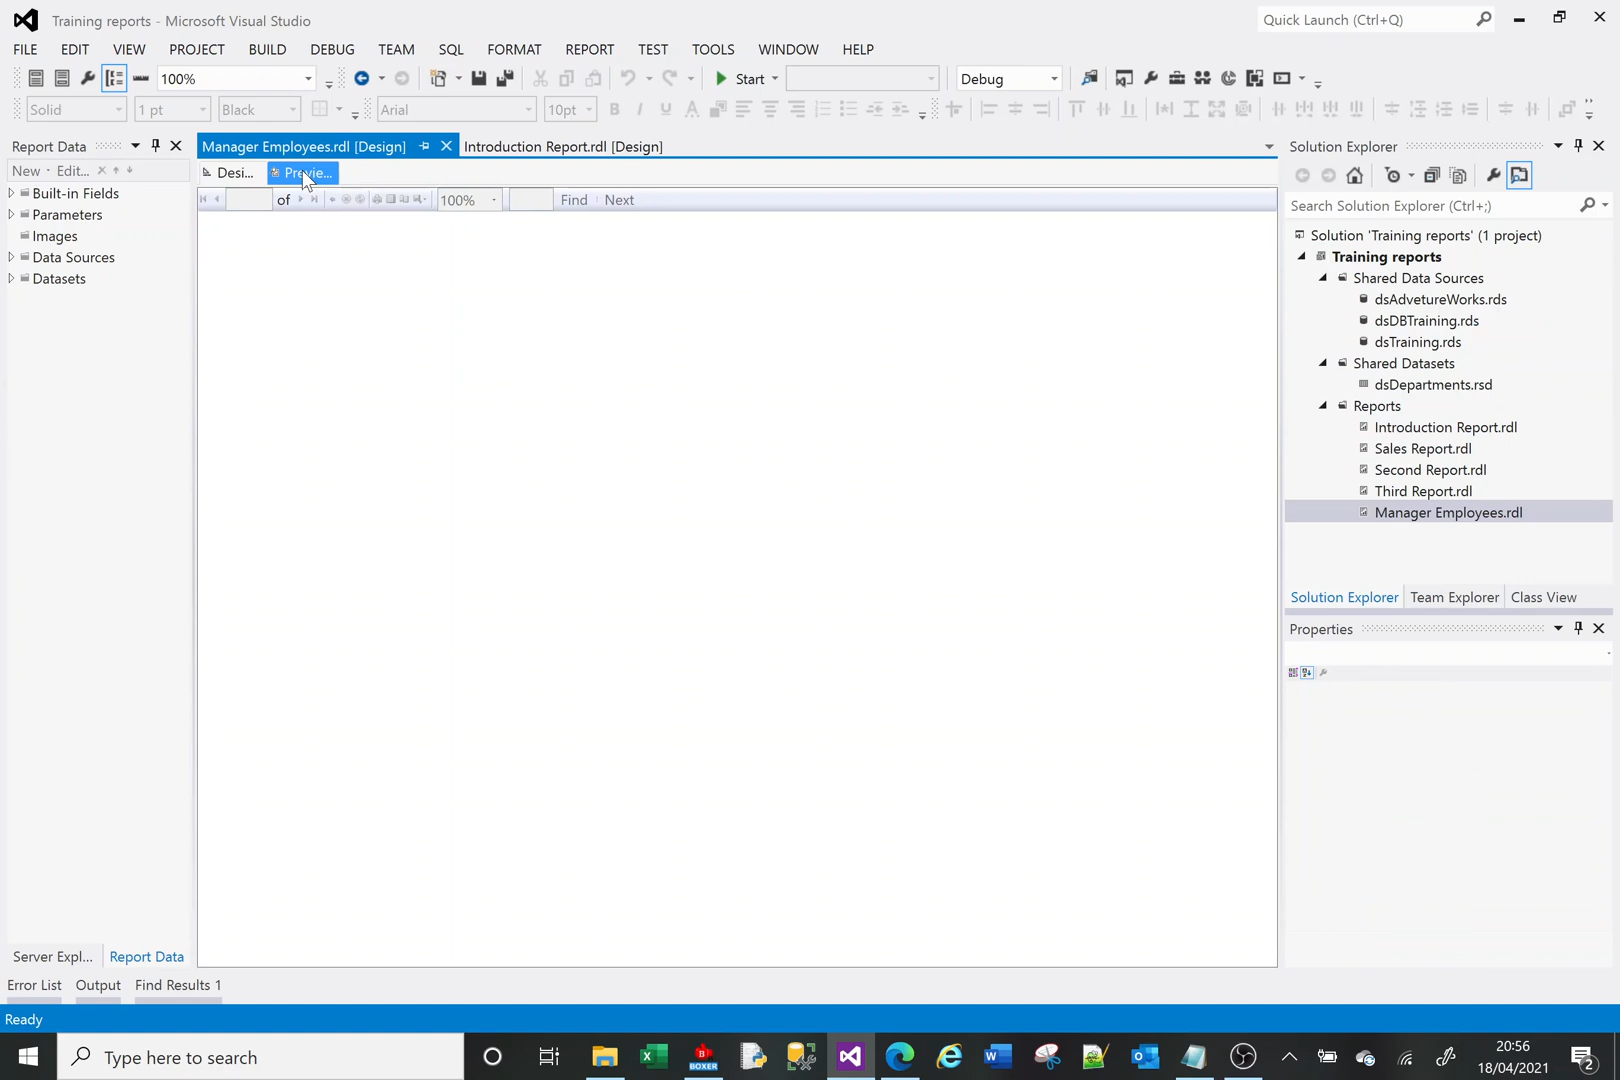 Training reports - Microsoft Visual Studio
Quick Launch (Ctrl+Q)
FILE EDIT VIEW PROJECT BUILD DEBUG TEAM SQL FORMAT REPORT TEST TOOLS WINDOW HELP
100% Start Debug
Solid 1 pt Black Arial 10pt B I U A
Report Data
Manager Employees.rdl [Design] Introduction Report.rdl [Design]
Solution Explorer
New Edit...
Desi... Previe...
of 100% Find Next
Built-in Fields
Parameters
Images
Data Sources
Datasets
Search Solution Explorer (Ctrl+;)
Solution 'Training reports' (1 project)
Training reports
Shared Data Sources
dsAdvetureWorks.rds
dsDBTraining.rds
dsTraining.rds
Shared Datasets
dsDepartments.rsd
Reports
Introduction Report.rdl
Sales Report.rdl
Second Report.rdl
Third Report.rdl
Manager Employees.rdl
Solution Explorer Team Explorer Class View
Properties
Server Expl... Report Data
Error List Output Find Results 1
Ready
Type here to search
BOXER
20:56
18/04/2021
2